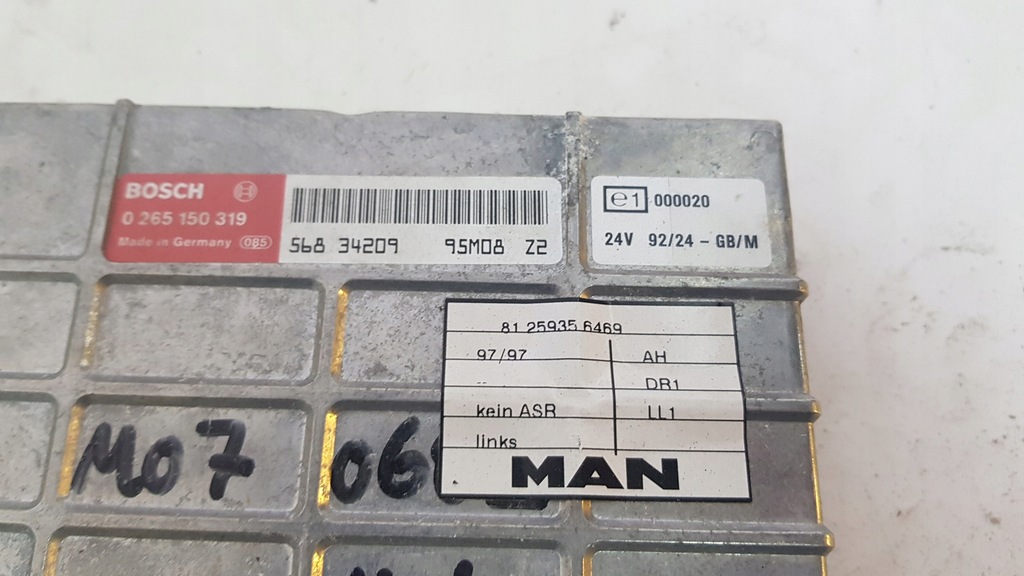 BOSCH
0 265 150 319
Made in Germany 085
568 34209 95M08 Z2
e1 000020
24V 92/24 - GB/M
81 25935 6469
97/97 AH
-- DR1
kein ASR LL1
links
MAN
M07